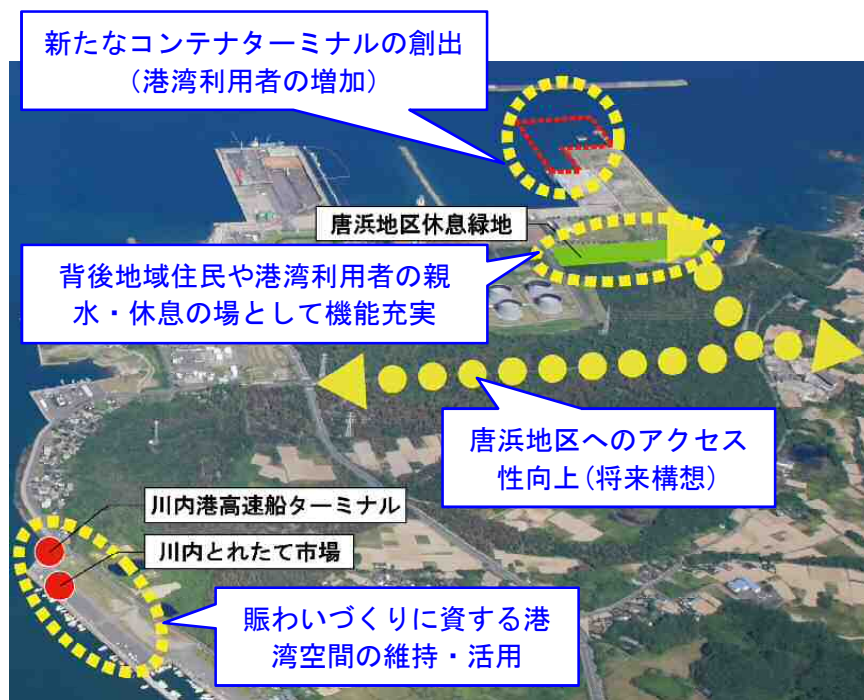 新たなコンテナターミナルの創出
(港湾利用者の増加)
唐浜地区休息緑地
背後地域住民や港湾利用者の親
水・休息の場として機能充実
唐浜地区へのアクセス
性向上(将来構想)
川内港高速船ターミナル
川内とれたて市場
賑わいづくりに資する港
湾空間の維持・活用